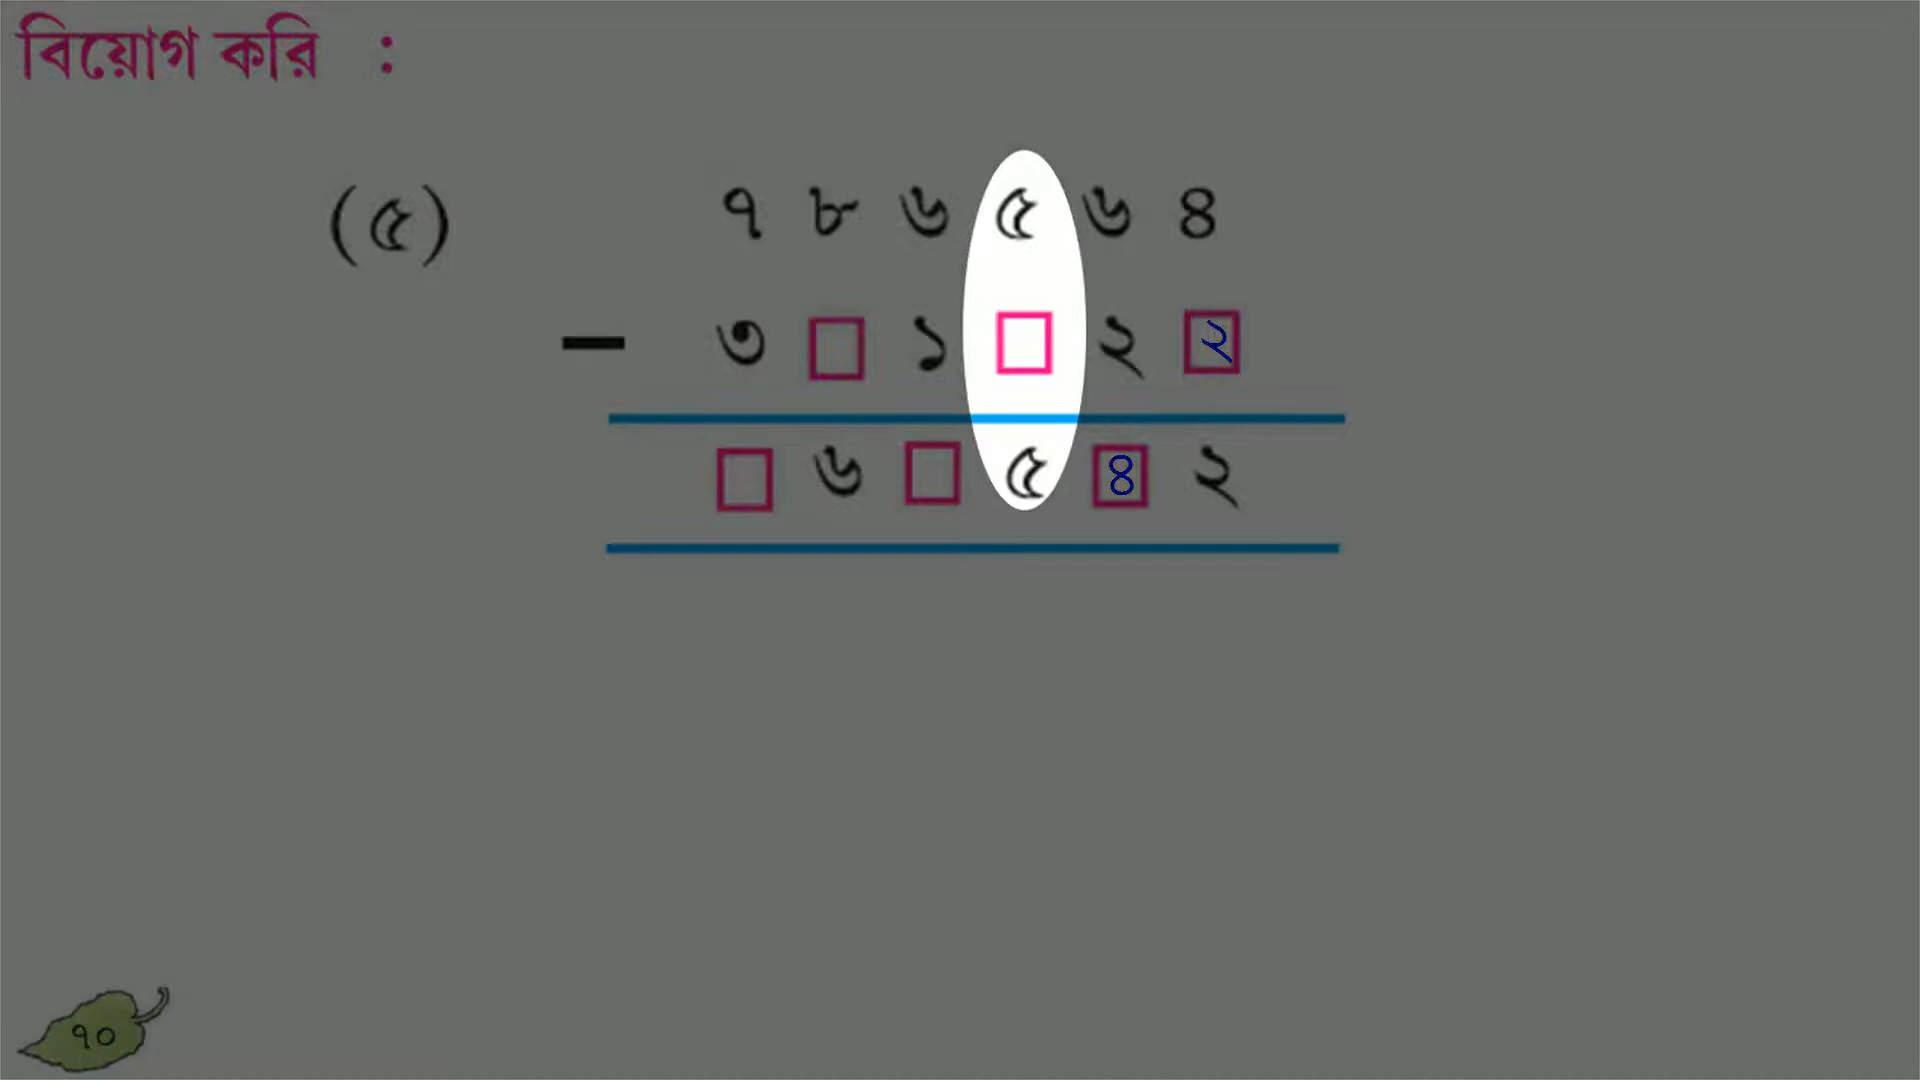 বিয়োগ করি :
(৫) ৭ ৮ ৬ ৫ ৬ ৪
− ৩ □ ১ □ ২ ২
□ ৬ □ ৫ ৪ ২
৭০